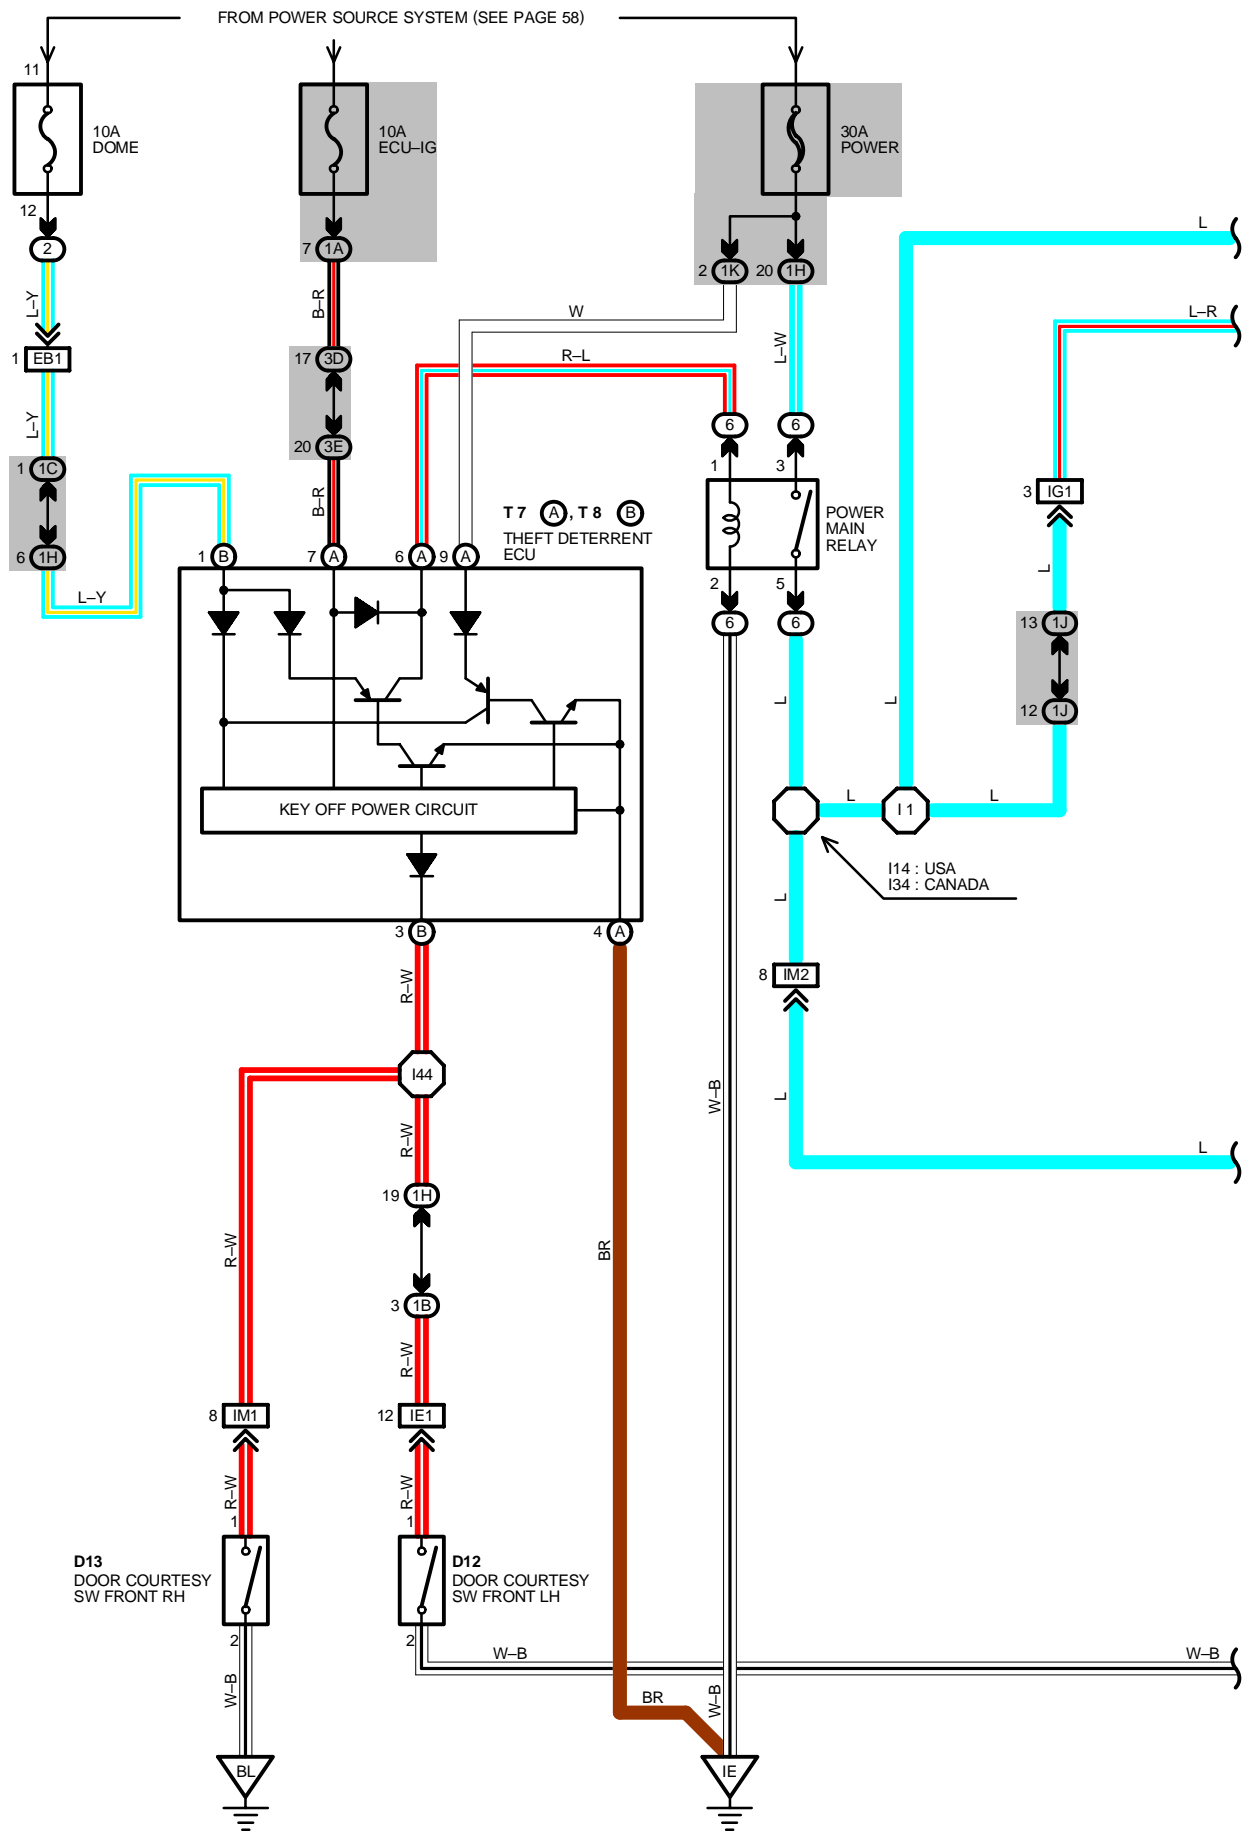 FROM POWER SOURCE SYSTEM (SEE PAGE 58)
11
10A
DOME
10A
ECU–IG
30A
POWER
12
2
7 1A
2 1K
20 1H
L
L–Y
B–R
W
L–W
L–R
1 EB1
17 3D
R–L
L–Y
20 3E
6
6
1 1C
B–R
1
3
3 IG1
6 1H
T 7 A , T 8 B
THEFT DETERRENT
ECU
POWER
MAIN
RELAY
1 B
7 A
6 A
9 A
L
L–Y
2
5
6
6
13 1J
12 1J
L
L
KEY OFF POWER CIRCUIT
L
I 1
L
I14 : USA
I34 : CANADA
L
3 B
4 A
8 IM2
R–W
I44
L
W–B
R–W
L
19 1H
R–W
BR
3 1B
R–W
8 IM1
12 IE1
R–W
R–W
1
1
D13
DOOR COURTESY
SW FRONT RH
D12
DOOR COURTESY
SW FRONT LH
2
2
W–B
W–B
W–B
BR
W–B
BL
IE